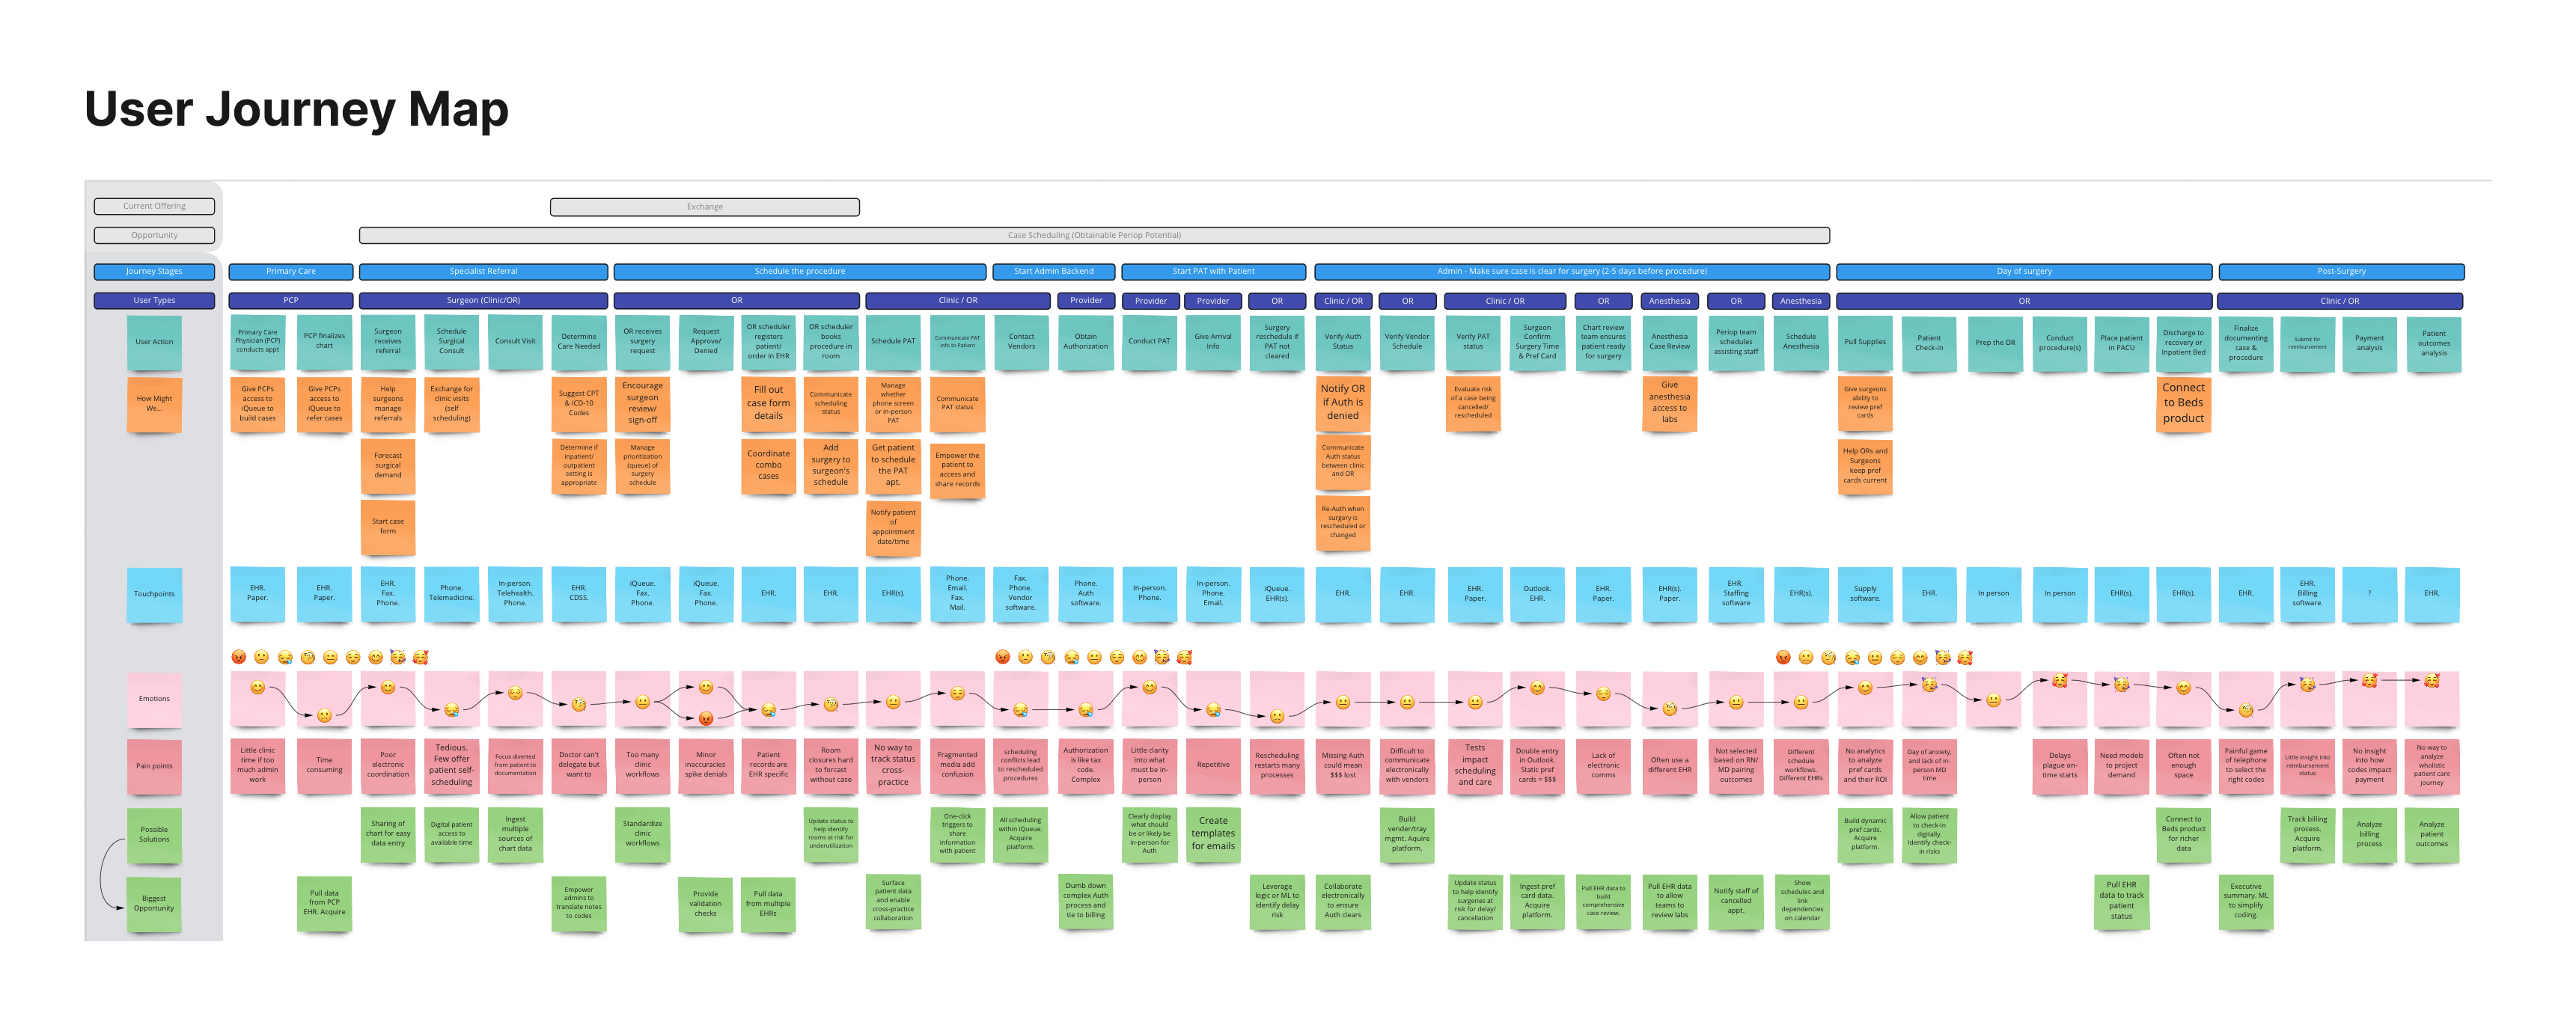 User Journey Map
Current Offering
Exchange
Opportunity
Case Scheduling (Obtainable Periop Potential)
Journey Stages
Primary Care
Specialist Referral
Schedule the procedure
Start Admin Backend
Start PAT with Patient
Admin - Make sure case is clear for surgery (2-5 days before procedure)
Day of surgery
Post-Surgery
User Types
PCP
Surgeon (Clinic/OR)
OR
Clinic / OR
Provider
Provider
Provider
OR
Clinic / OR
OR
Clinic / OR
OR
Anesthesia
OR
Anesthesia
OR
Clinic / OR
User Action
Primary Care
Physician (PCP)
conducts appt
PCP finalizes
chart
Surgeon
receives
referral
Schedule
Surgical
Consult
Consult Visit
Determine
Care Needed
OR receives
surgery
request
Request
Approve/
Denied
OR scheduler
registers
patient/
order in EHR
OR scheduler
books
procedure in
room
Schedule PAT
Communicate PAT
info to Patient
Contact
Vendors
Obtain
Authorization
Conduct PAT
Give Arrival
Info
Surgery
reschedule if
PAT not
cleared
Verify Auth
Status
Verify Vendor
Schedule
Verify PAT
status
Surgeon
Confirm
Surgery Time
& Pref Card
Chart review
team ensures
patient ready
for surgery
Anesthesia
Case Review
Periop team
schedules
assisting staff
Schedule
Anesthesia
Pull Supplies
Patient
Check-in
Prep the OR
Conduct
procedure(s)
Place patient
in PACU
Discharge to
recovery or
Inpatient Bed
Finalize
documenting
case &
procedure
Submit for
reimbursement
Payment
analysis
Patient
outcomes
analysis
How Might
We...
Give PCPs
access to
iQueue to
build cases
Give PCPs
access to
iQueue to
refer cases
Help
surgeons
manage
referrals
Exchange for
clinic visits
(self
scheduling)
Suggest CPT
& ICD-10
Codes
Encourage
surgeon
review/
sign-off
Fill out
case form
details
Communicate
scheduling
status
Manage
whether
phone screen
or in-person
PAT
Communicate
PAT status
Notify OR
if Auth is
denied
Evaluate risk
of a case being
cancelled/
rescheduled
Give
anesthesia
access to
labs
Give surgeons
ability to
review pref
cards
Connect
to Beds
product
Forecast
surgical
demand
Determine if
inpatient/
outpatient
setting is
appropriate
Manage
prioritization
(queue) of
surgery
schedule
Coordinate
combo
cases
Add
surgery to
surgeon's
schedule
Get patient
to schedule
the PAT
apt.
Empower the
patient to
access and
share records
Communicate
Auth status
between clinic
and OR
Help ORs and
Surgeons
keep pref
cards current
Start case
form
Notify patient
of
appointment
date/time
Re-Auth when
surgery is
rescheduled or
changed
Touchpoints
EHR.
Paper.
EHR.
Paper.
EHR.
Fax.
Phone.
Phone.
Telemedicine.
In-person.
Telehealth.
Phone.
EHR.
CDSS.
iQueue.
Fax.
Phone.
iQueue.
Fax.
Phone.
EHR.
EHR.
EHR(s).
Phone.
Email.
Fax.
Mail.
Fax.
Phone.
Vendor
software.
Phone.
Auth
software.
In-person.
Phone.
In-person.
Phone.
Email.
iQueue.
EHR(s).
EHR.
EHR.
EHR.
Paper.
Outlook.
EHR.
EHR.
Paper.
EHR(s).
Paper.
EHR.
Staffing
software
EHR(s).
Supply
software.
EHR.
In person
In person
EHR(s).
EHR(s).
EHR.
EHR.
Billing
software.
?
EHR.
Emotions
Pain points
Little clinic
time if too
much admin
work
Time
consuming
Poor
electronic
coordination
Tedious.
Few offer
patient self-
scheduling
Focus diverted
from patient to
documentation
Doctor can't
delegate but
want to
Too many
clinic
workflows
Minor
inaccuracies
spike denials
Patient
records are
EHR specific
Room
closures hard
to forcast
without case
No way to
track status
cross-
practice
Fragmented
media add
confusion
scheduling
conflicts lead
to rescheduled
procedures
Authorization
is like tax
code.
Complex
Little clarity
into what
must be in-
person
Repetitive
Rescheduling
restarts many
processes
Missing Auth
could mean
$$$ lost
Difficult to
communicate
electronically
with vendors
Tests
impact
scheduling
and care
Double entry
in Outlook.
Static pref
cards = $$$
Lack of
electronic
comms
Often use a
different EHR
Not selected
based on RN/
MD pairing
outcomes
Different
schedule
workflows.
Different EHRs
No analytics
to analyze
pref cards
and their ROI
Day of anxiety,
and lack of in-
person MD
time
Delays
plague on-
time starts
Need models
to project
demand
Often not
enough
space
Painful game
of telephone
to select the
right codes
Little insight into
reimbursement
status
No insight
into how
codes impact
payment
No way to
analyze
wholistic
patient care
journey
Possible
Solutions
Sharing of
chart for easy
data entry
Digital patient
access to
available time
Ingest
multiple
sources of
chart data
Standardize
clinic
workflows
Update status to
help identify
rooms at risk for
underutilization
One-click
triggers to
share
information
with patient
All scheduling
within iQueue.
Acquire
platform.
Clearly display
what should
be or likely be
in-person for
Auth
Create
templates
for emails
Build
vender/tray
mgmt. Aquire
platform.
Build dynamic
pref cards.
Acquire
platform.
Allow patient
to check-in
digitally.
Identify check-
in risks
Connect to
Beds product
for richer
data
Track billing
process.
Acquire
platform.
Analyze
billing
process
Analyze
patient
outcomes
Biggest
Opportunity
Pull data
from PCP
EHR. Acquire
Empower
admins to
translate notes
to codes
Provide
validation
checks
Pull data
from multiple
EHRs
Surface
patient data
and enable
cross-practice
collaboration
Dumb down
complex Auth
process and
tie to billing
Leverage
logic or ML to
identify delay
risk
Collaborate
electronically
to ensure
Auth clears
Update status
to help identify
surgeries at
risk for delay/
cancellation
Ingest pref
card data.
Acquire
platform.
Pull EHR data to
build
comprehensive
case review.
Pull EHR data
to allow
teams to
review labs
Notify staff of
cancelled
appt.
Show
schedules and
link
dependencies
on calendar
Pull EHR
data to track
patient
status
Executive
summary. ML
to simplify
coding.